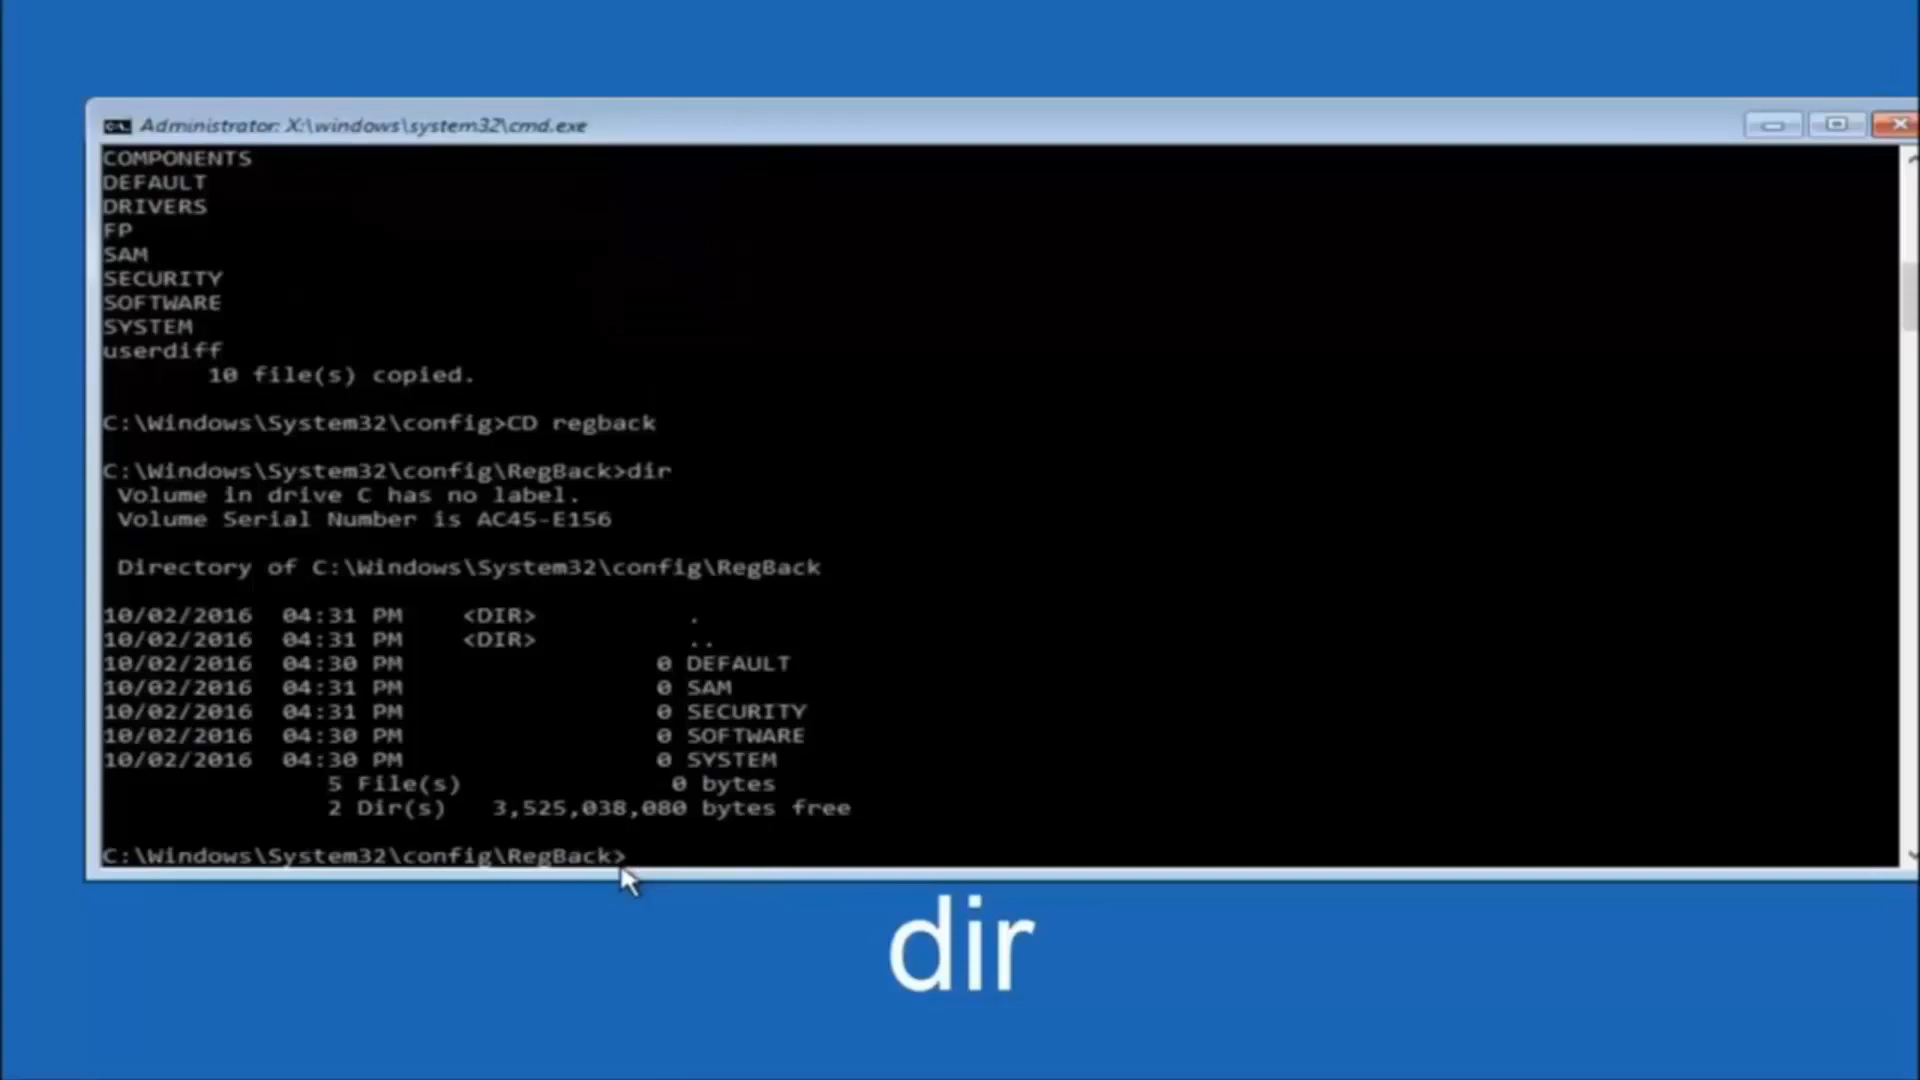 Administrator: X:\windows\system32\cmd.exe
COMPONENTS
DEFAULT
DRIVERS
FP
SAM
SECURITY
SOFTWARE
SYSTEM
userdiff
10 file(s) copied.
C:\Windows\System32\config>CD regback
C:\Windows\System32\config\RegBack>dir
Volume in drive C has no label.
Volume Serial Number is AC45-E156
Directory of C:\Windows\System32\config\RegBack
10/02/2016 04:31 PM <DIR> .
10/02/2016 04:31 PM <DIR> ..
10/02/2016 04:30 PM 0 DEFAULT
10/02/2016 04:31 PM 0 SAM
10/02/2016 04:31 PM 0 SECURITY
10/02/2016 04:30 PM 0 SOFTWARE
10/02/2016 04:30 PM 0 SYSTEM
5 File(s) 0 bytes
2 Dir(s) 3,525,038,080 bytes free
C:\Windows\System32\config\RegBack>
dir